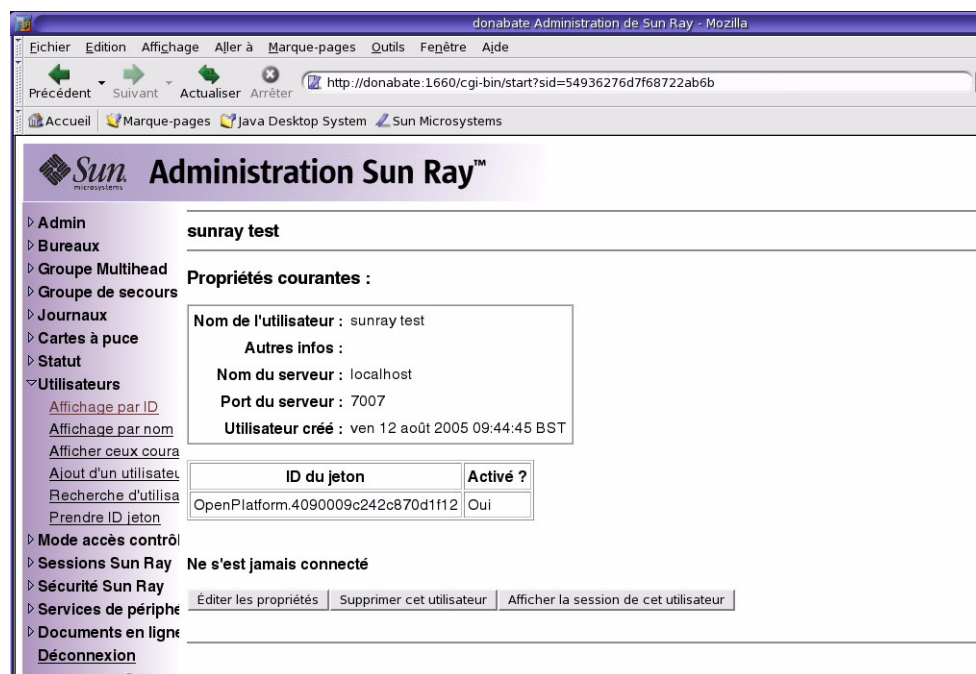 donabate Administration de Sun Ray - Mozilla
Fichier Edition Affichage Aller à Marque-pages Outils Fenêtre Aide
Précédent Suivant Actualiser Arrêter http://donabate:1660/cgi-bin/start?sid=54936276d7f68722ab6b
Accueil Marque-pages Java Desktop System Sun Microsystems
Sun microsystems Administration Sun Ray™
Admin
Bureaux
Groupe Multihead
Groupe de secours
Journaux
Cartes à puce
Statut
Utilisateurs
Affichage par ID
Affichage par nom
Afficher ceux coura
Ajout d'un utilisateu
Recherche d'utilisa
Prendre ID jeton
Mode accès contrôl
Sessions Sun Ray
Sécurité Sun Ray
Services de périphé
Documents en ligne
Déconnexion
sunray test
Propriétés courantes :
Nom de l'utilisateur : sunray test
Autres infos :
Nom du serveur : localhost
Port du serveur : 7007
Utilisateur créé : ven 12 août 2005 09:44:45 BST
ID du jeton Activé ?
OpenPlatform.4090009c242c870d1f12 Oui
Ne s'est jamais connecté
Éditer les propriétés Supprimer cet utilisateur Afficher la session de cet utilisateur